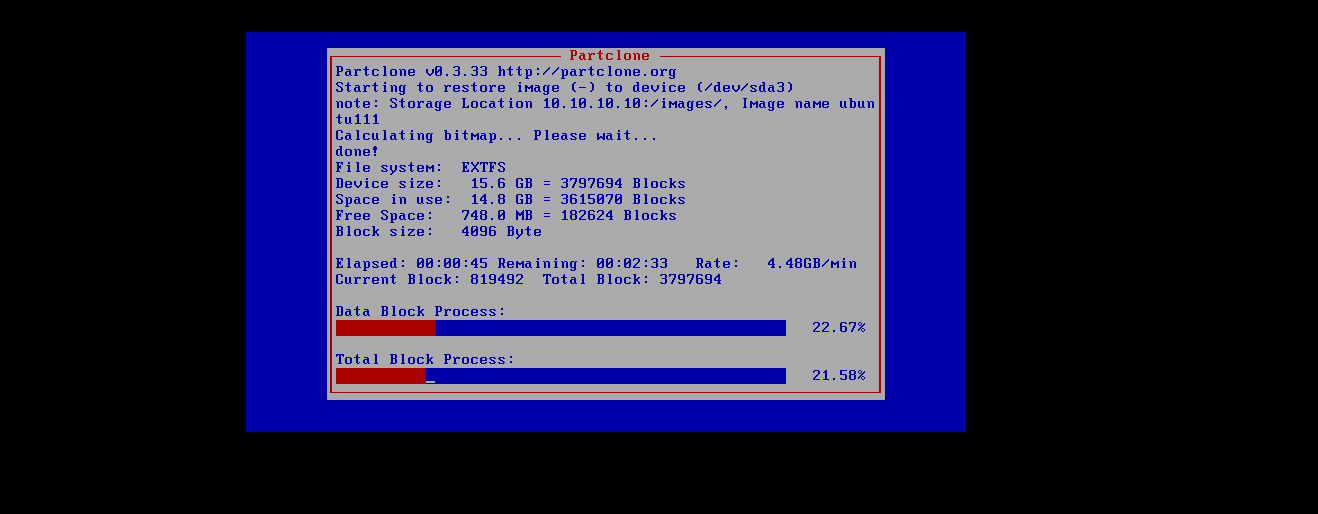 Partclone
Partclone v0.3.33 http://partclone.org
Starting to restore image (-) to device (/dev/sda3)
note: Storage Location 10.10.10.10:/images/, Image name ubun
tu111
Calculating bitmap... Please wait...
done!
File system:  EXTFS
Device size:   15.6 GB = 3797694 Blocks
Space in use:  14.8 GB = 3615070 Blocks
Free Space:   748.0 MB = 182624 Blocks
Block size:   4096 Byte
Elapsed: 00:00:45 Remaining: 00:02:33   Rate:   4.48GB/min
Current Block: 819492  Total Block: 3797694
Data Block Process:
22.67%
Total Block Process:
21.58%